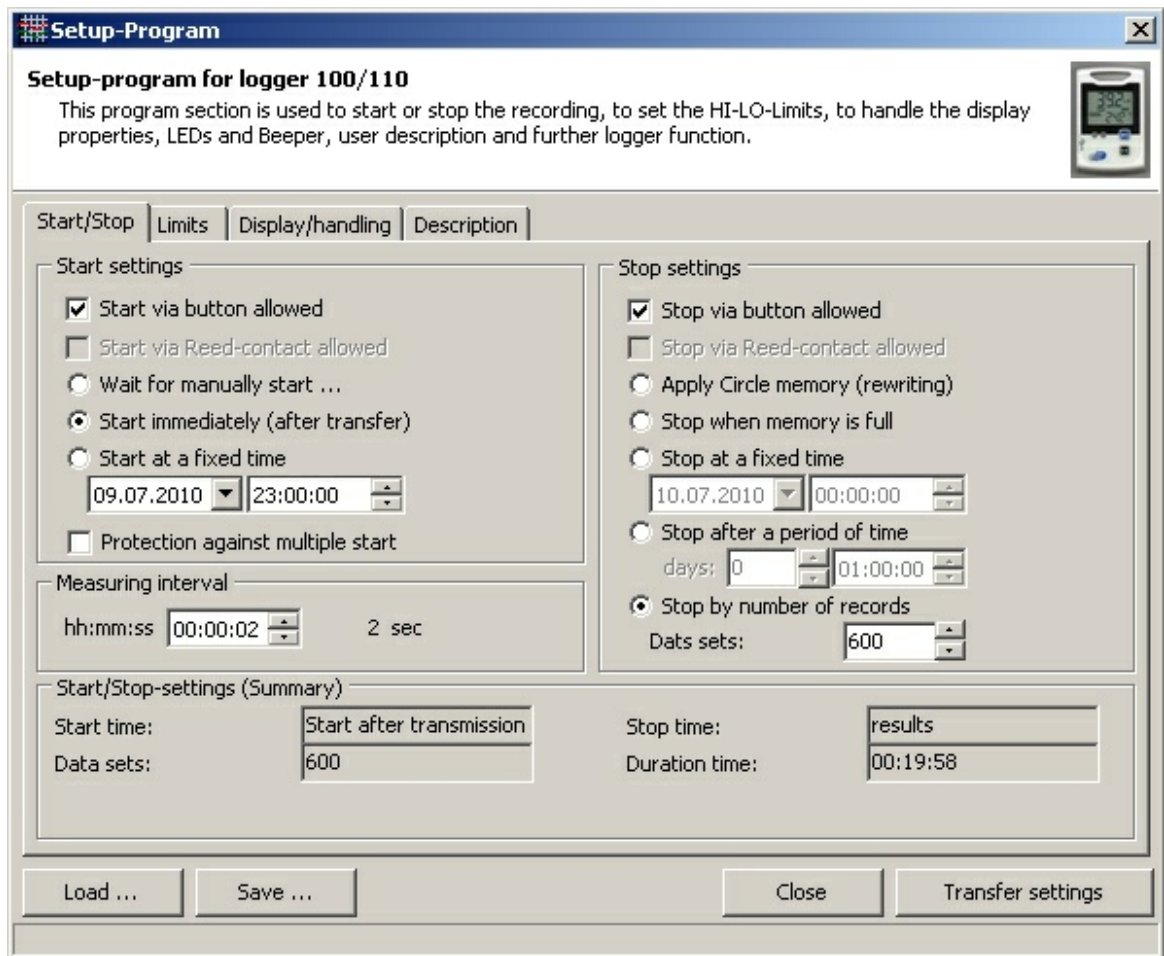 Setup-Program
Setup-program for logger 100/110
This program section is used to start or stop the recording, to set the HI-LO-Limits, to handle the display
properties, LEDs and Beeper, user description and further logger function.
Start/Stop Limits Display/handling Description
Start settings
Start via button allowed
Start via Reed-contact allowed
Wait for manually start ...
Start immediately (after transfer)
Start at a fixed time
09.07.2010 23:00:00
Protection against multiple start
Measuring interval
hh:mm:ss 00:00:02 2 sec
Stop settings
Stop via button allowed
Stop via Reed-contact allowed
Apply Circle memory (rewriting)
Stop when memory is full
Stop at a fixed time
10.07.2010 00:00:00
Stop after a period of time
days: 0 01:00:00
Stop by number of records
Dats sets: 600
Start/Stop-settings (Summary)
Start time: Start after transmission Stop time: results
Data sets: 600 Duration time: 00:19:58
Load ... Save ... Close Transfer settings